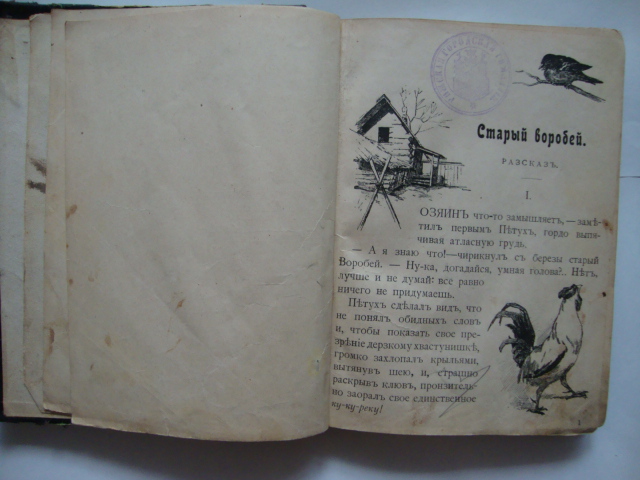 Старый воробей.
РАЗСКАЗЪ.
I.
ОЗЯИНЪ что-то замышляетъ, — замѣ-
тилъ первымъ Пѣтухъ, гордо выпя-
чивая атласную грудь.
— А я знаю что! — чирикнулъ съ березы старый
Воробей. — Ну-ка, догадайся, умная голова?.. Нѣтъ,
лучше и не думай: все равно
ничего не придумаешь.
Пѣтухъ сдѣлалъ видъ, что
не понялъ обидныхъ словъ
и, чтобы показать свое пре-
зрѣніе дерзкому хвастунишкѣ,
громко захлопалъ крыльями,
вытянувъ шею, и, страшно
раскрывъ клювъ, пронзитель-
но заоралъ свое единственное
ку-ку-реку!
1